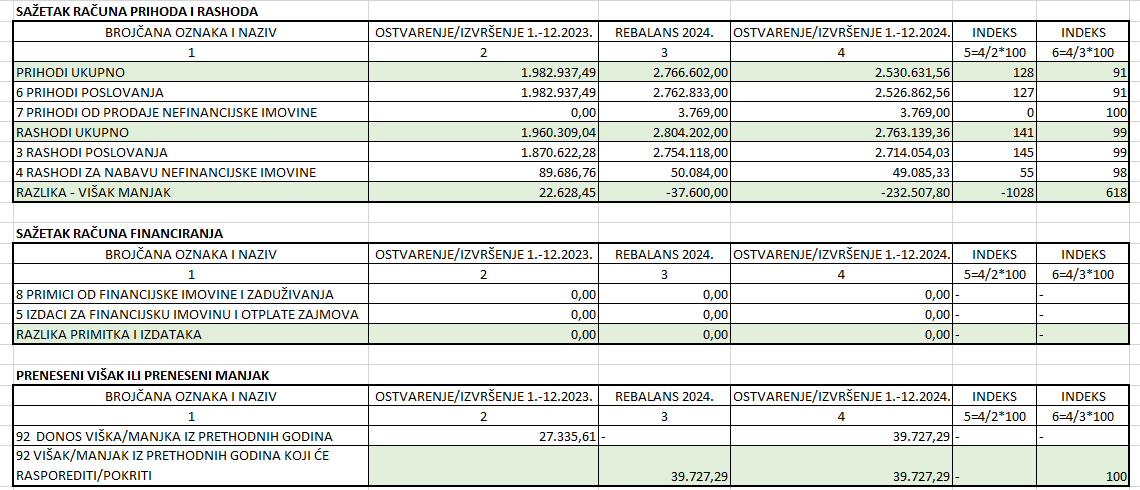 SAŽETAK RAČUNA PRIHODA I RASHODA
BROJČANA OZNAKA I NAZIV OSTVARENJE/IZVRŠENJE 1.-12.2023. REBALANS 2024. OSTVARENJE/IZVRŠENJE 1.-12.2024. INDEKS INDEKS
1 2 3 4 5=4/2*100 6=4/3*100
PRIHODI UKUPNO 1.982.937,49 2.766.602,00 2.530.631,56 128 91
6 PRIHODI POSLOVANJA 1.982.937,49 2.762.833,00 2.526.862,56 127 91
7 PRIHODI OD PRODAJE NEFINANCIJSKE IMOVINE 0,00 3.769,00 3.769,00 0 100
RASHODI UKUPNO 1.960.309,04 2.804.202,00 2.763.139,36 141 99
3 RASHODI POSLOVANJA 1.870.622,28 2.754.118,00 2.714.054,03 145 99
4 RASHODI ZA NABAVU NEFINANCIJSKE IMOVINE 89.686,76 50.084,00 49.085,33 55 98
RAZLIKA - VIŠAK MANJAK 22.628,45 -37.600,00 -232.507,80 -1028 618
SAŽETAK RAČUNA FINANCIRANJA
BROJČANA OZNAKA I NAZIV OSTVARENJE/IZVRŠENJE 1.-12.2023. REBALANS 2024. OSTVARENJE/IZVRŠENJE 1.-12.2024. INDEKS INDEKS
1 2 3 4 5=4/2*100 6=4/3*100
8 PRIMICI OD FINANCIJSKE IMOVINE I ZADUŽIVANJA 0,00 0,00 0,00 - -
5 IZDACI ZA FINANCIJSKU IMOVINU I OTPLATE ZAJMOVA 0,00 0,00 0,00 - -
RAZLIKA PRIMITKA I IZDATAKA 0,00 0,00 0,00 - -
PRENESENI VIŠAK ILI PRENESENI MANJAK
BROJČANA OZNAKA I NAZIV OSTVARENJE/IZVRŠENJE 1.-12.2023. REBALANS 2024. OSTVARENJE/IZVRŠENJE 1.-12.2024. INDEKS INDEKS
1 2 3 4 5=4/2*100 6=4/3*100
92 DONOS VIŠKA/MANJKA IZ PRETHODNIH GODINA 27.335,61 - 39.727,29 - -
92 VIŠAK/MANJAK IZ PRETHODNIH GODINA KOJI ĆE
RASPOREDITI/POKRITI 39.727,29 39.727,29 - 100